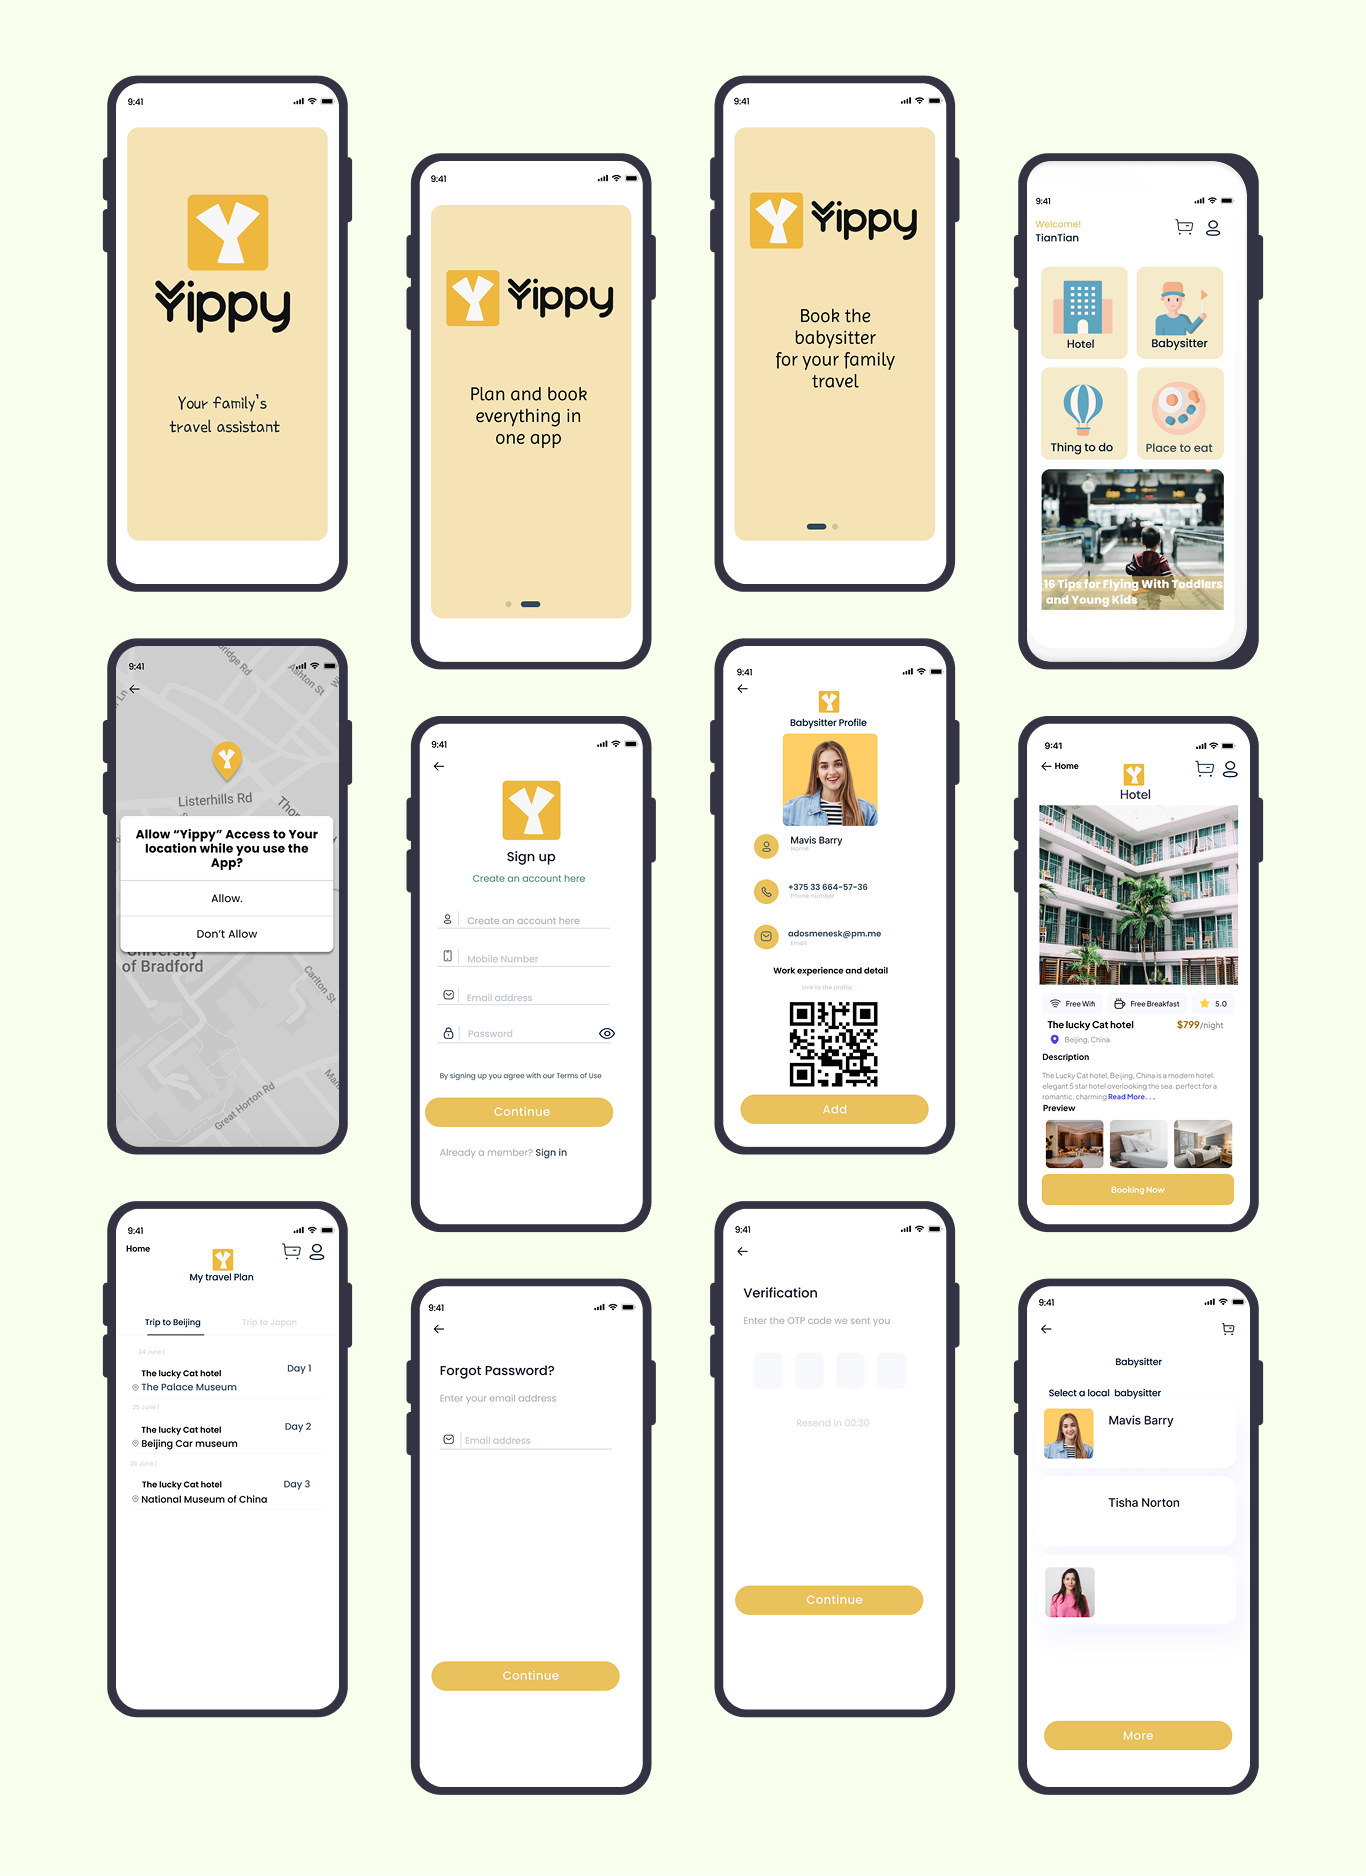 9:41
Yippy
Your family's
travel assistant
9:41
Yippy
Plan and book
everything in
one app
9:41
Yippy
Book the
babysitter
for your family
travel
9:41
Welcome!
TianTian
Hotel
Babysitter
Thing to do
Place to eat
16 Tips for Flying With Toddlers
and Young Kids
9:41
Ashton St
Listerhills Rd
Allow “Yippy” Access to Your
location while you use the
App?
Allow.
Don't Allow
University
of Bradford
Carlton St
Great Horton Rd
9:41
Sign up
Create an account here
Create an account here
Mobile Number
Email address
Password
By signing up you agree with our Terms of Use
Continue
Already a member? Sign in
9:41
Babysitter Profile
Mavis Barry
Name
+375 33 664-57-36
Phone number
adosmenesk@pm.me
Email
Work experience and detail
Link to the profile
Add
9:41
Home
Hotel
Free Wifi
Free Breakfast
5.0
The lucky Cat hotel
$799/night
Beijing, China
Description
The Lucky Cat hotel, Beijing, China is a modern hotel.
elegant 5 star hotel overlooking the sea. perfect for a
romantic, charming Read More. . .
Preview
Booking Now
9:41
Home
My travel Plan
Trip to Beijing
Trip to Japan
24 June |
The lucky Cat hotel
Day 1
The Palace Museum
25 June |
The lucky Cat hotel
Day 2
Beijing Car museum
26 June |
The lucky Cat hotel
Day 3
National Museum of China
9:41
Forgot Password?
Enter your email address
Email address
Continue
9:41
Verification
Enter the OTP code we sent you
Resend in 00:30
Continue
9:41
Babysitter
Select a local babysitter
Mavis Barry
Tisha Norton
More